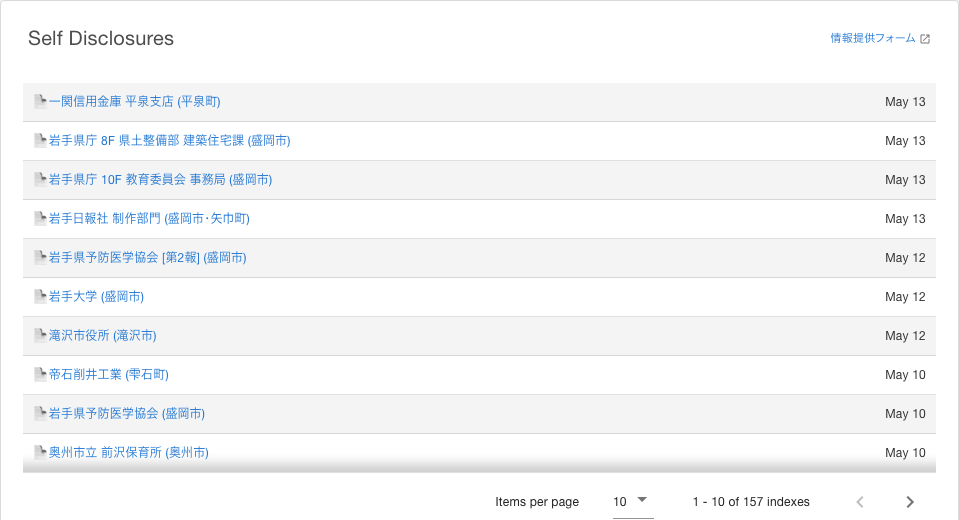 Self Disclosures
情報提供フォーム
一関信用金庫 平泉支店 (平泉町) May 13
岩手県庁 8F 県土整備部 建築住宅課 (盛岡市) May 13
岩手県庁 10F 教育委員会 事務局 (盛岡市) May 13
岩手日報社 制作部門 (盛岡市･矢巾町) May 13
岩手県予防医学協会 [第2報] (盛岡市) May 12
岩手大学 (盛岡市) May 12
滝沢市役所 (滝沢市) May 12
帝石削井工業 (雫石町) May 10
岩手県予防医学協会 (盛岡市) May 10
奥州市立 前沢保育所 (奥州市) May 10
Items per page 10 1 - 10 of 157 indexes